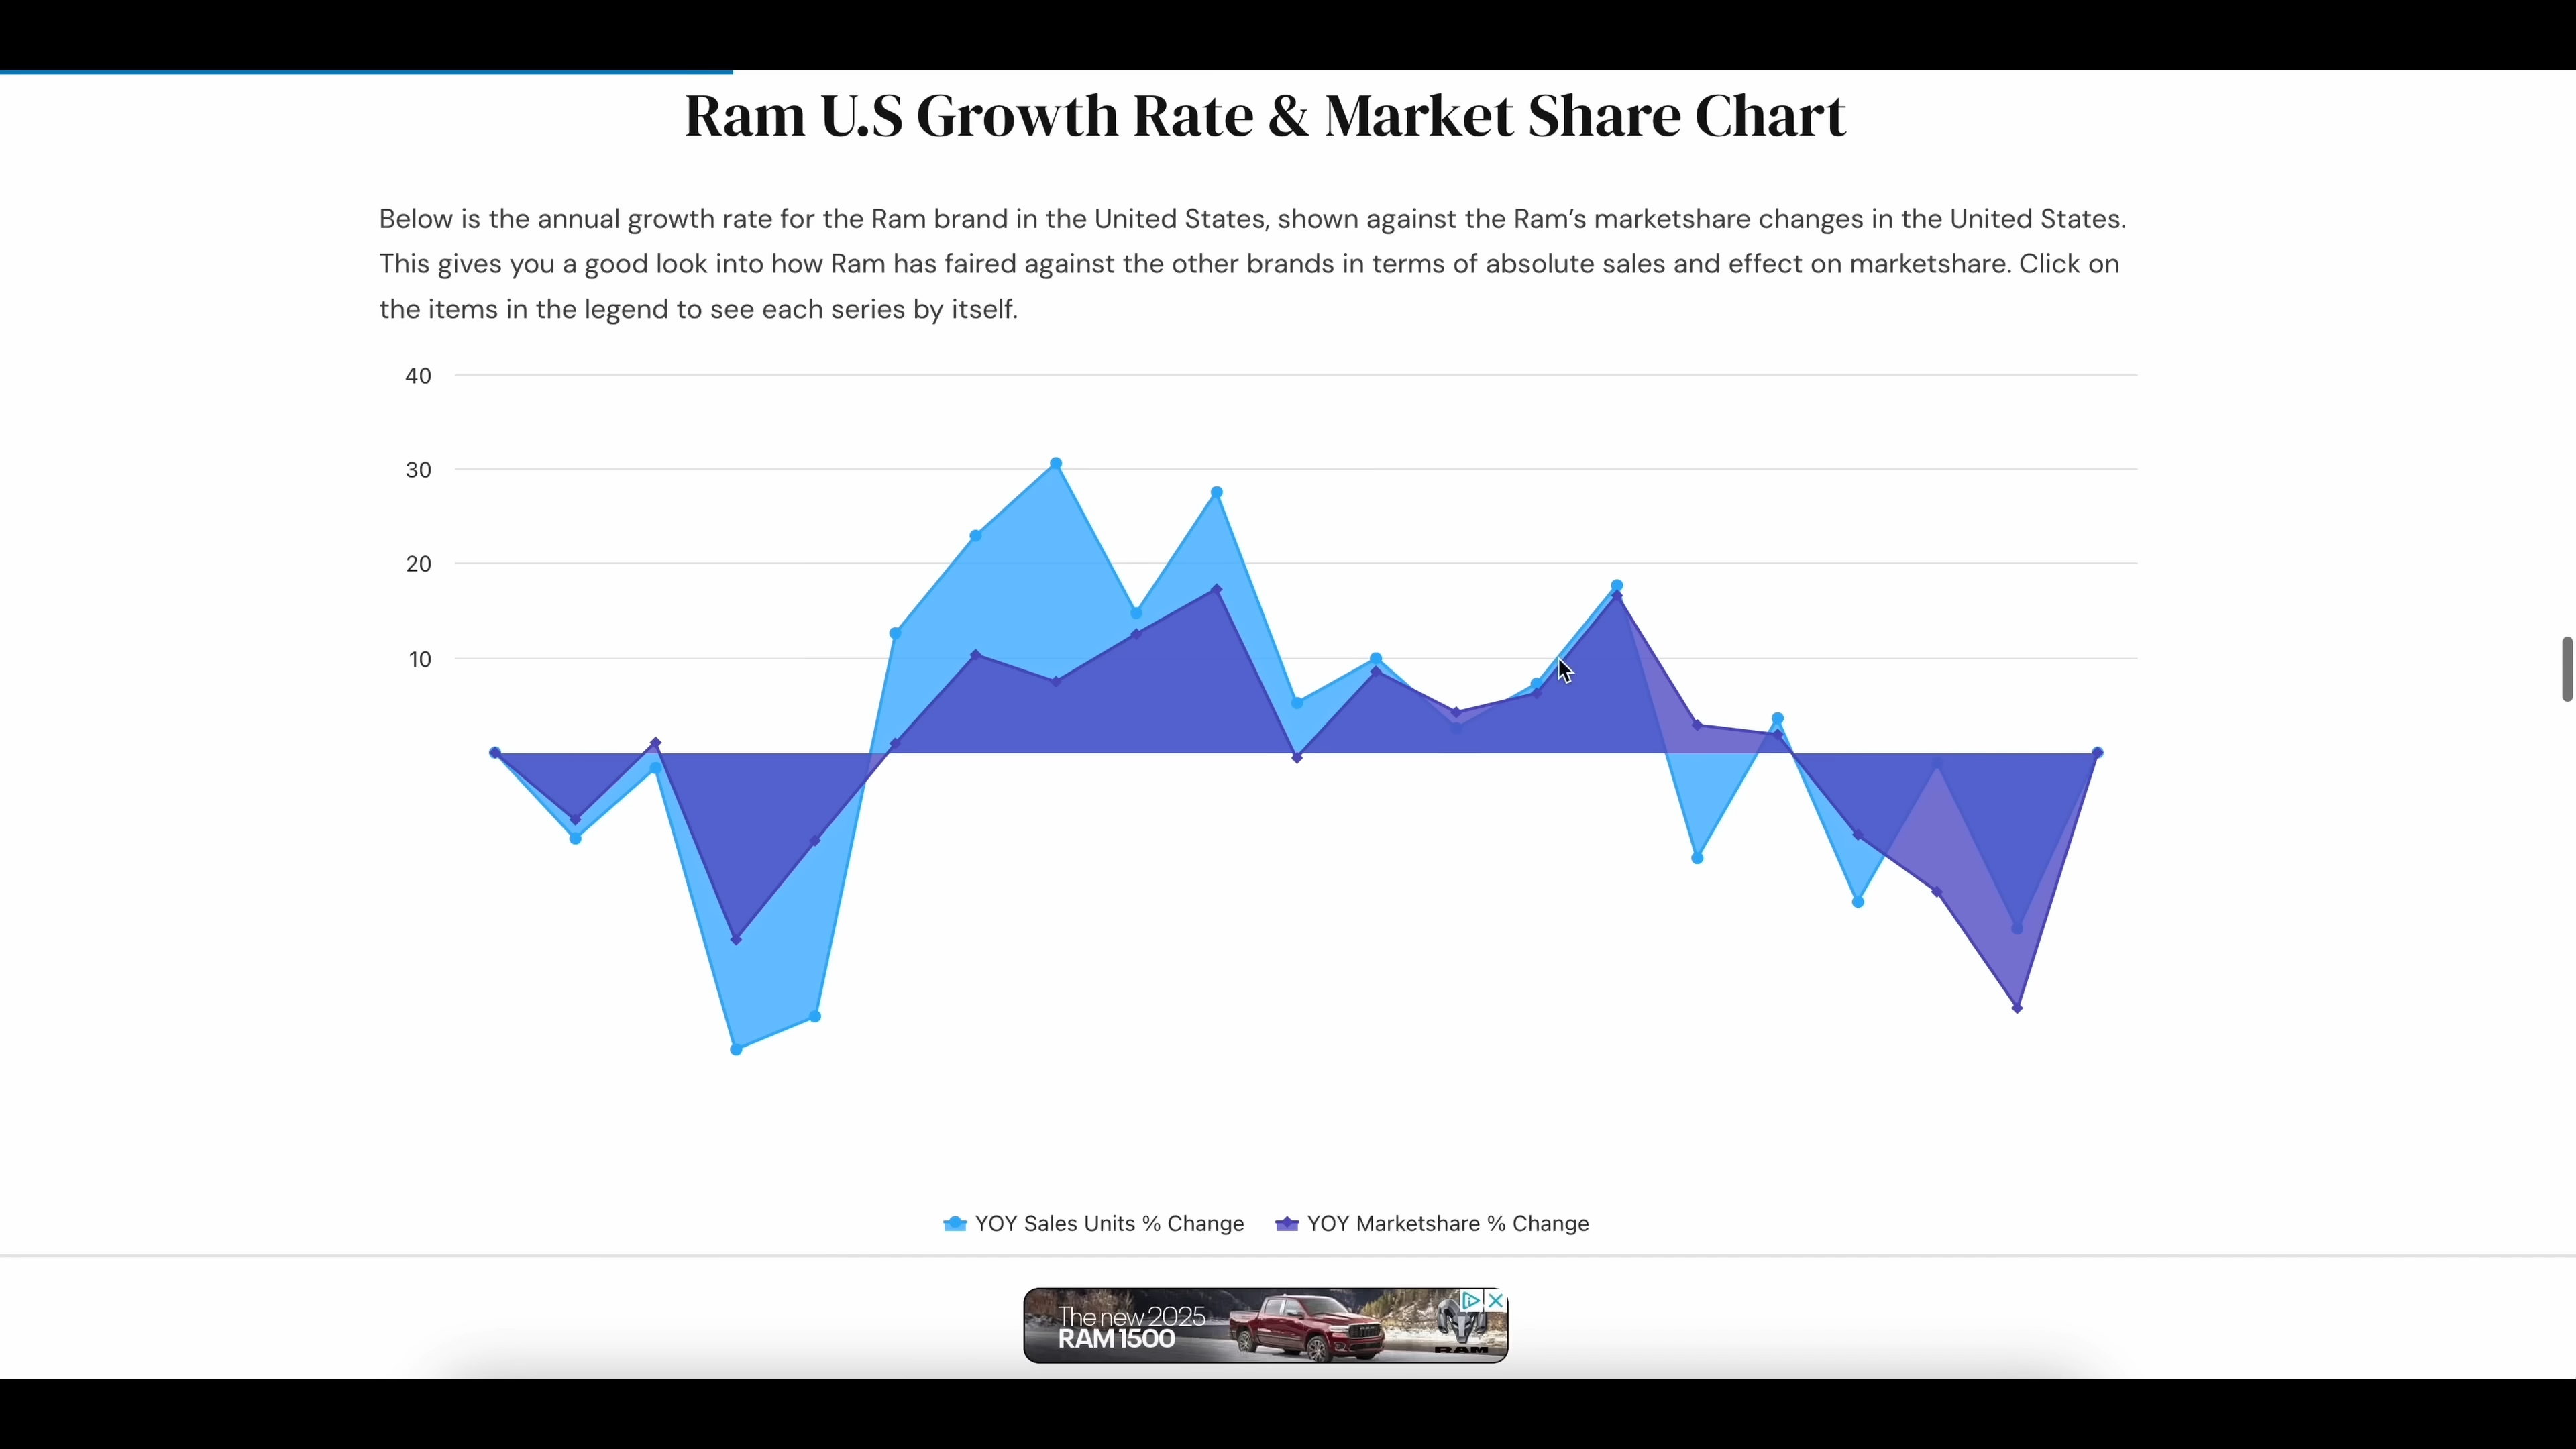 Ram U.S Growth Rate & Market Share Chart
Below is the annual growth rate for the Ram brand in the United States, shown against the Ram’s marketshare changes in the United States.
This gives you a good look into how Ram has faired against the other brands in terms of absolute sales and effect on marketshare. Click on
the items in the legend to see each series by itself.
40
30
20
10
YOY Sales Units % Change YOY Marketshare % Change
The new 2025
RAM 1500
RAM